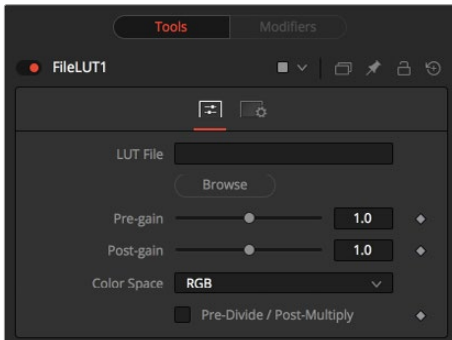 Tools Modifiers
FileLUT1
LUT File
Browse
Pre-gain 1.0
Post-gain 1.0
Color Space RGB
Pre-Divide / Post-Multiply